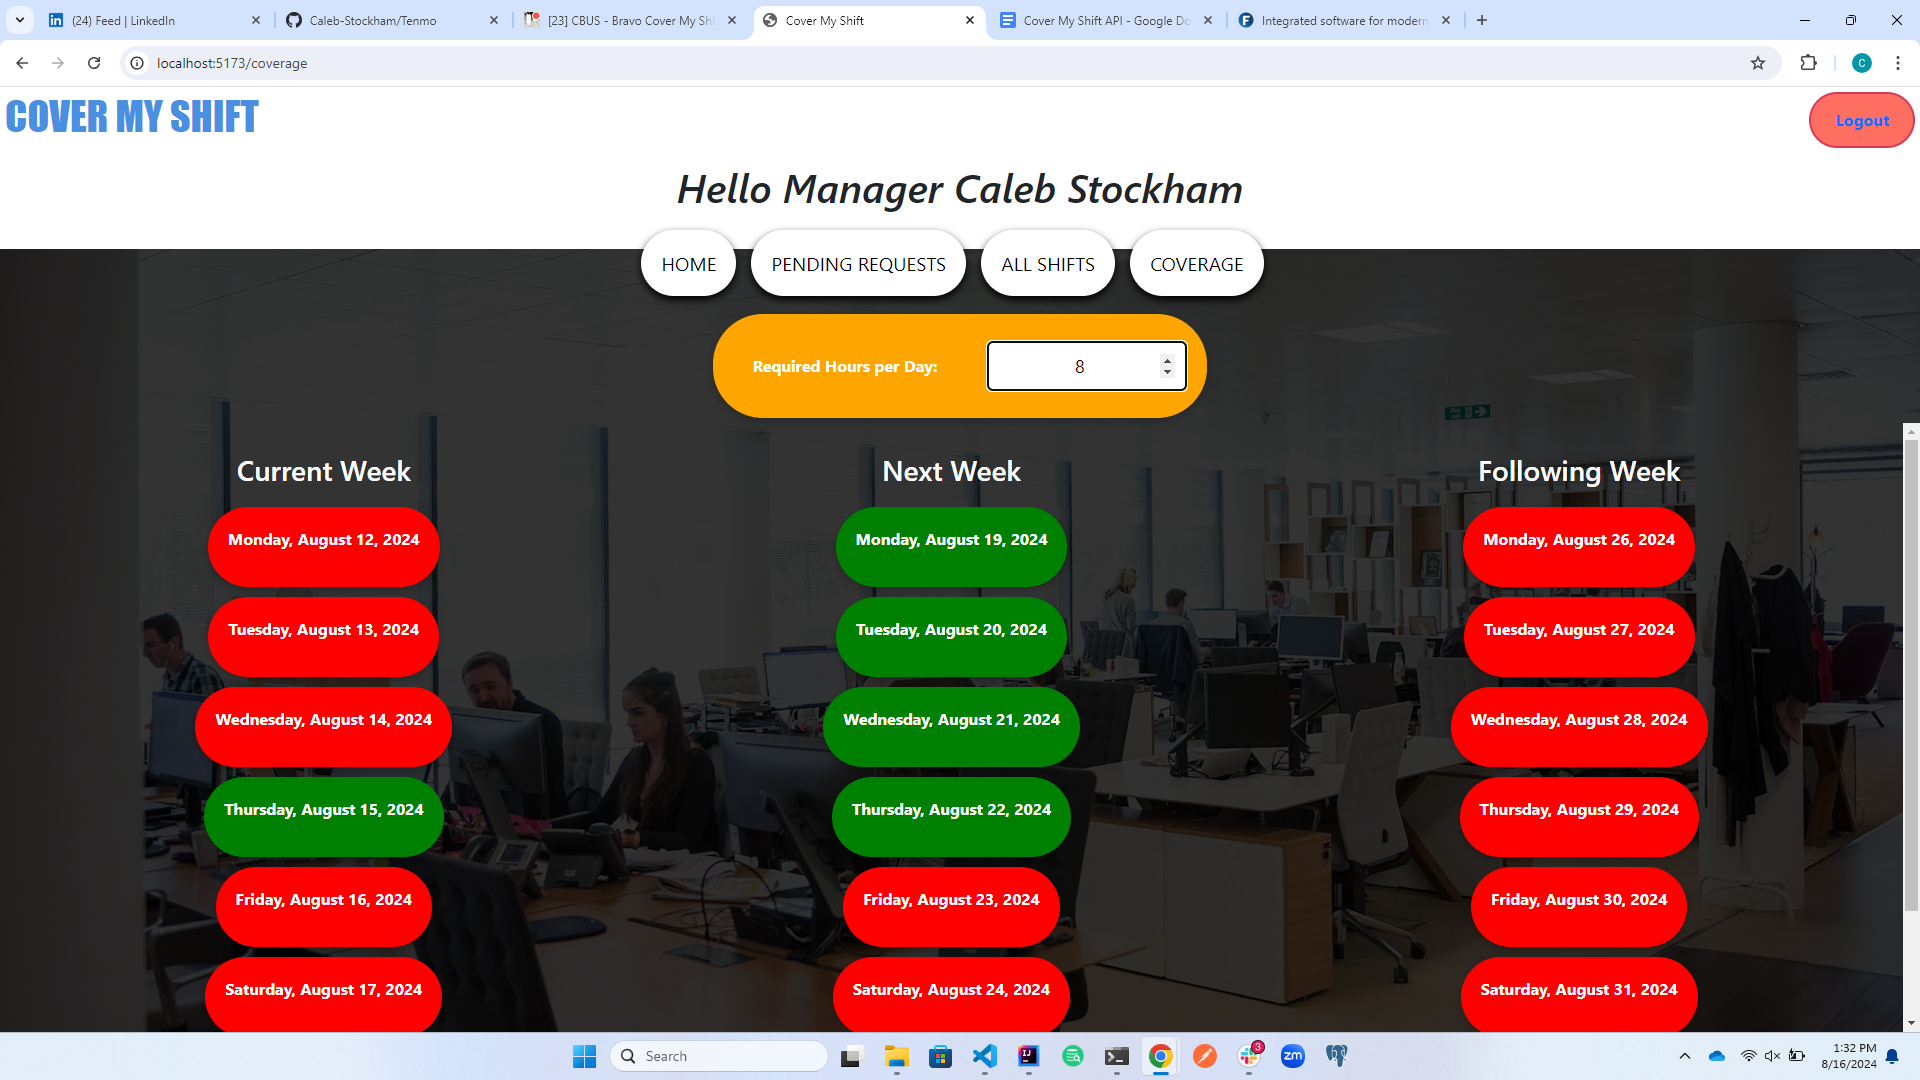 (24) Feed | LinkedIn
Caleb-Stockham/Tenmo
[23] CBUS - Bravo Cover My Shi
Cover My Shift
Cover My Shift API - Google Do
Integrated software for modern
localhost:5173/coverage
C
COVER MY SHIFT
Logout
Hello Manager Caleb Stockham
HOME
PENDING REQUESTS
ALL SHIFTS
COVERAGE
Required Hours per Day:
8
Current Week
Next Week
Following Week
Monday, August 12, 2024
Monday, August 19, 2024
Monday, August 26, 2024
Tuesday, August 13, 2024
Tuesday, August 20, 2024
Tuesday, August 27, 2024
Wednesday, August 14, 2024
Wednesday, August 21, 2024
Wednesday, August 28, 2024
Thursday, August 15, 2024
Thursday, August 22, 2024
Thursday, August 29, 2024
Friday, August 16, 2024
Friday, August 23, 2024
Friday, August 30, 2024
Saturday, August 17, 2024
Saturday, August 24, 2024
Saturday, August 31, 2024
Search
3
zm
1:32 PM
8/16/2024